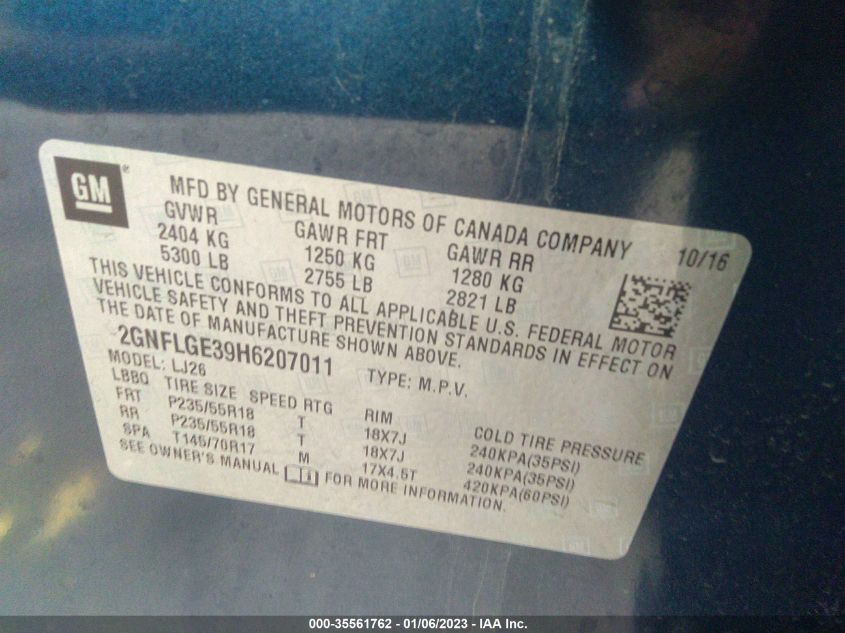 GM®
MFD BY GENERAL MOTORS OF CANADA COMPANY 10/16
GVWR GAWR FRT GAWR RR
2404 KG 1250 KG 1280 KG
5300 LB 2755 LB 2821 LB
THIS VEHICLE CONFORMS TO ALL APPLICABLE U.S. FEDERAL MOTOR
VEHICLE SAFETY AND THEFT PREVENTION STANDARDS IN EFFECT ON
THE DATE OF MANUFACTURE SHOWN ABOVE.
2GNFLGE39H6207011 TYPE: M.P.V.
MODEL: LJ26
LBBQ TIRE SIZE SPEED RTG RIM COLD TIRE PRESSURE
FRT P235/55R18 T 18X7J 240KPA(35PSI)
RR P235/55R18 T 18X7J 240KPA(35PSI)
SPA T145/70R17 M 17X4.5T 420KPA(60PSI)
SEE OWNER'S MANUAL FOR MORE INFORMATION.
000-35561762 - 01/06/2023 - IAA Inc.